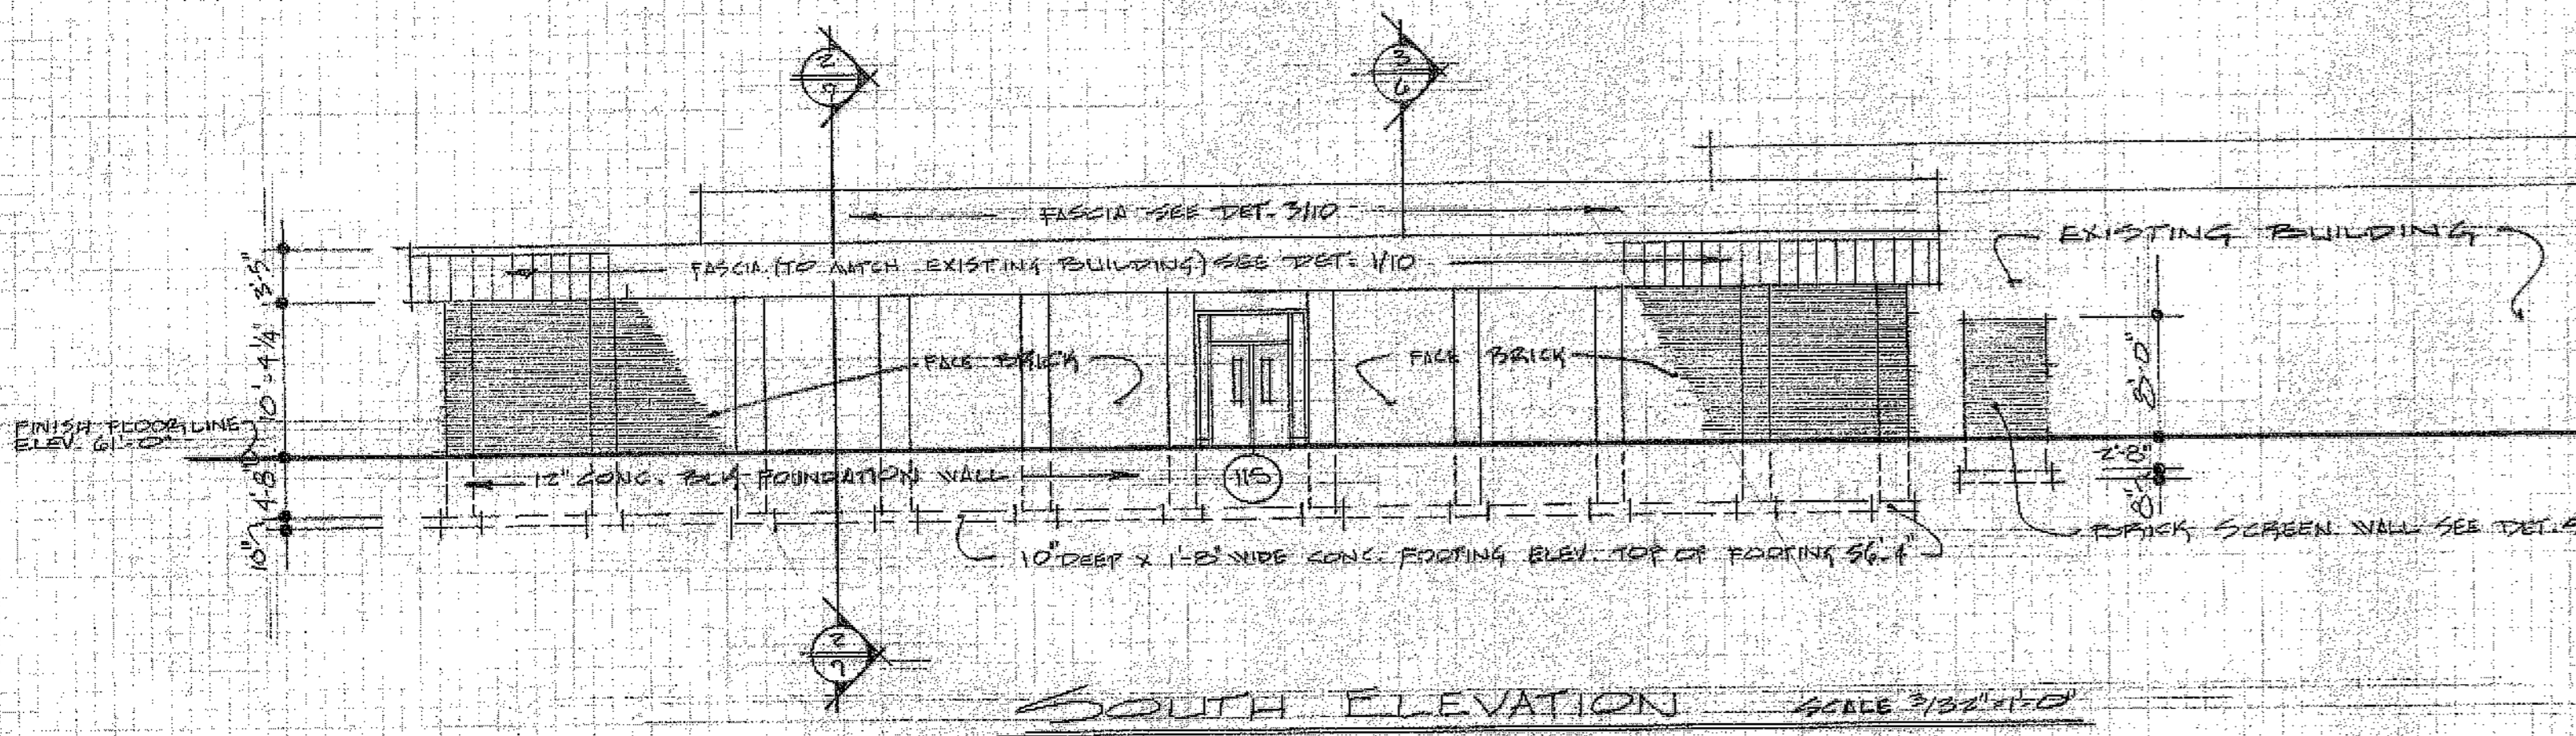 2
9
3
6
FASCIA SEE DET. 3/10
EXISTING BUILDING
3'-5"
FASCIA (TO MATCH EXISTING BUILDING) SEE DET. 1/10
10'-4 1/4"
FACE BRICK
FACE BRICK
8'-0"
FINISH FLOOR LINE
ELEV. 61'-0"
2'-8"
8"
4'-8"
12" CONC. BLK FOUNDATION WALL
115
10"
BRICK SCREEN WALL SEE DET.
10" DEEP X 1'-8" WIDE CONC. FOOTING ELEV. TOP OF FOOTING 56'-4"
2
SOUTH ELEVATION
SCALE 3/32"=1'-0"